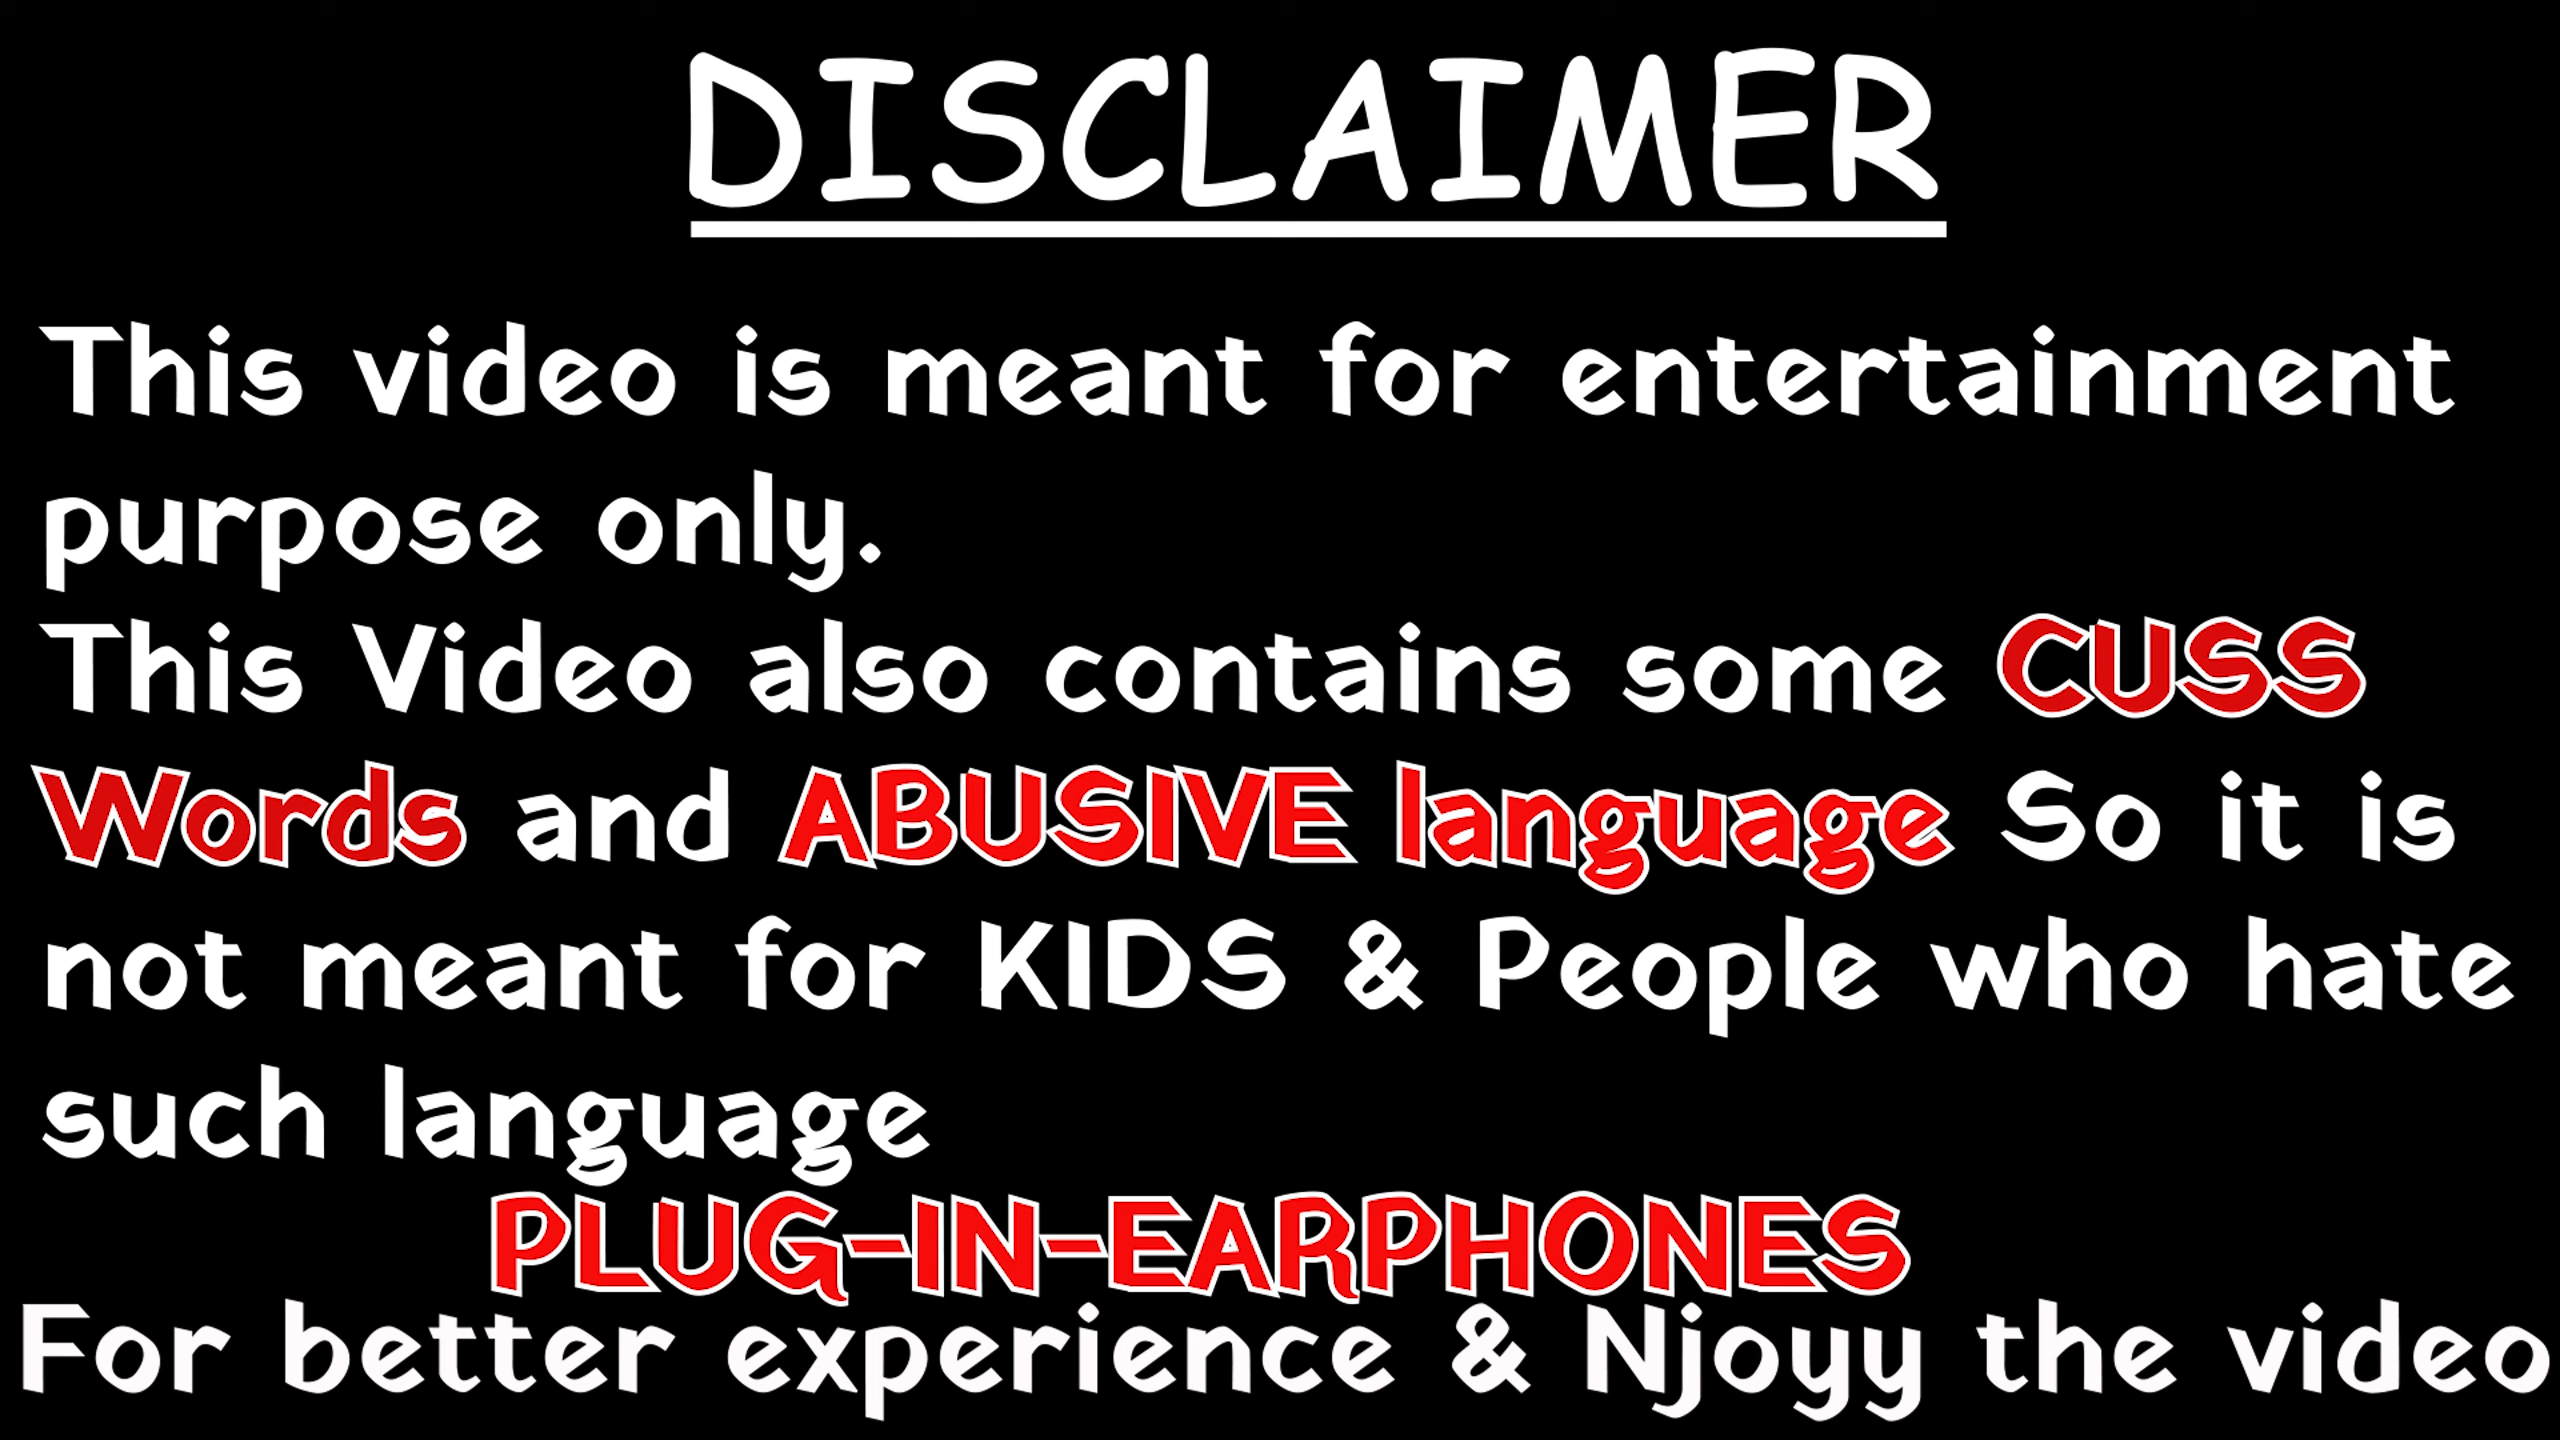 DISCLAIMER
This video is meant for entertainment
purpose only.
This Video also contains some CUSS
Words and ABUSIVE language So it is
not meant for KIDS & People who hate
such language
PLUG-IN-EARPHONES
For better experience & Njoyy the video